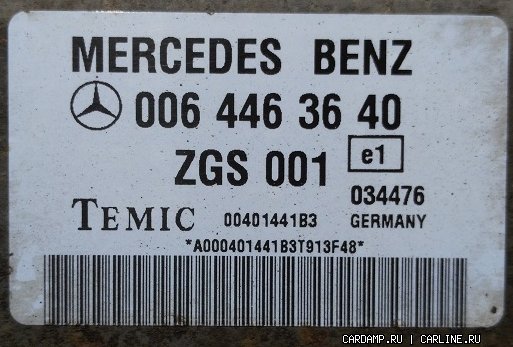 MERCEDES BENZ
006 446 36 40
ZGS 001 e1
034476
TEMIC 00401441B3 GERMANY
*A000401441B3T913F48*
CARDAMP.RU | CARLINE.RU